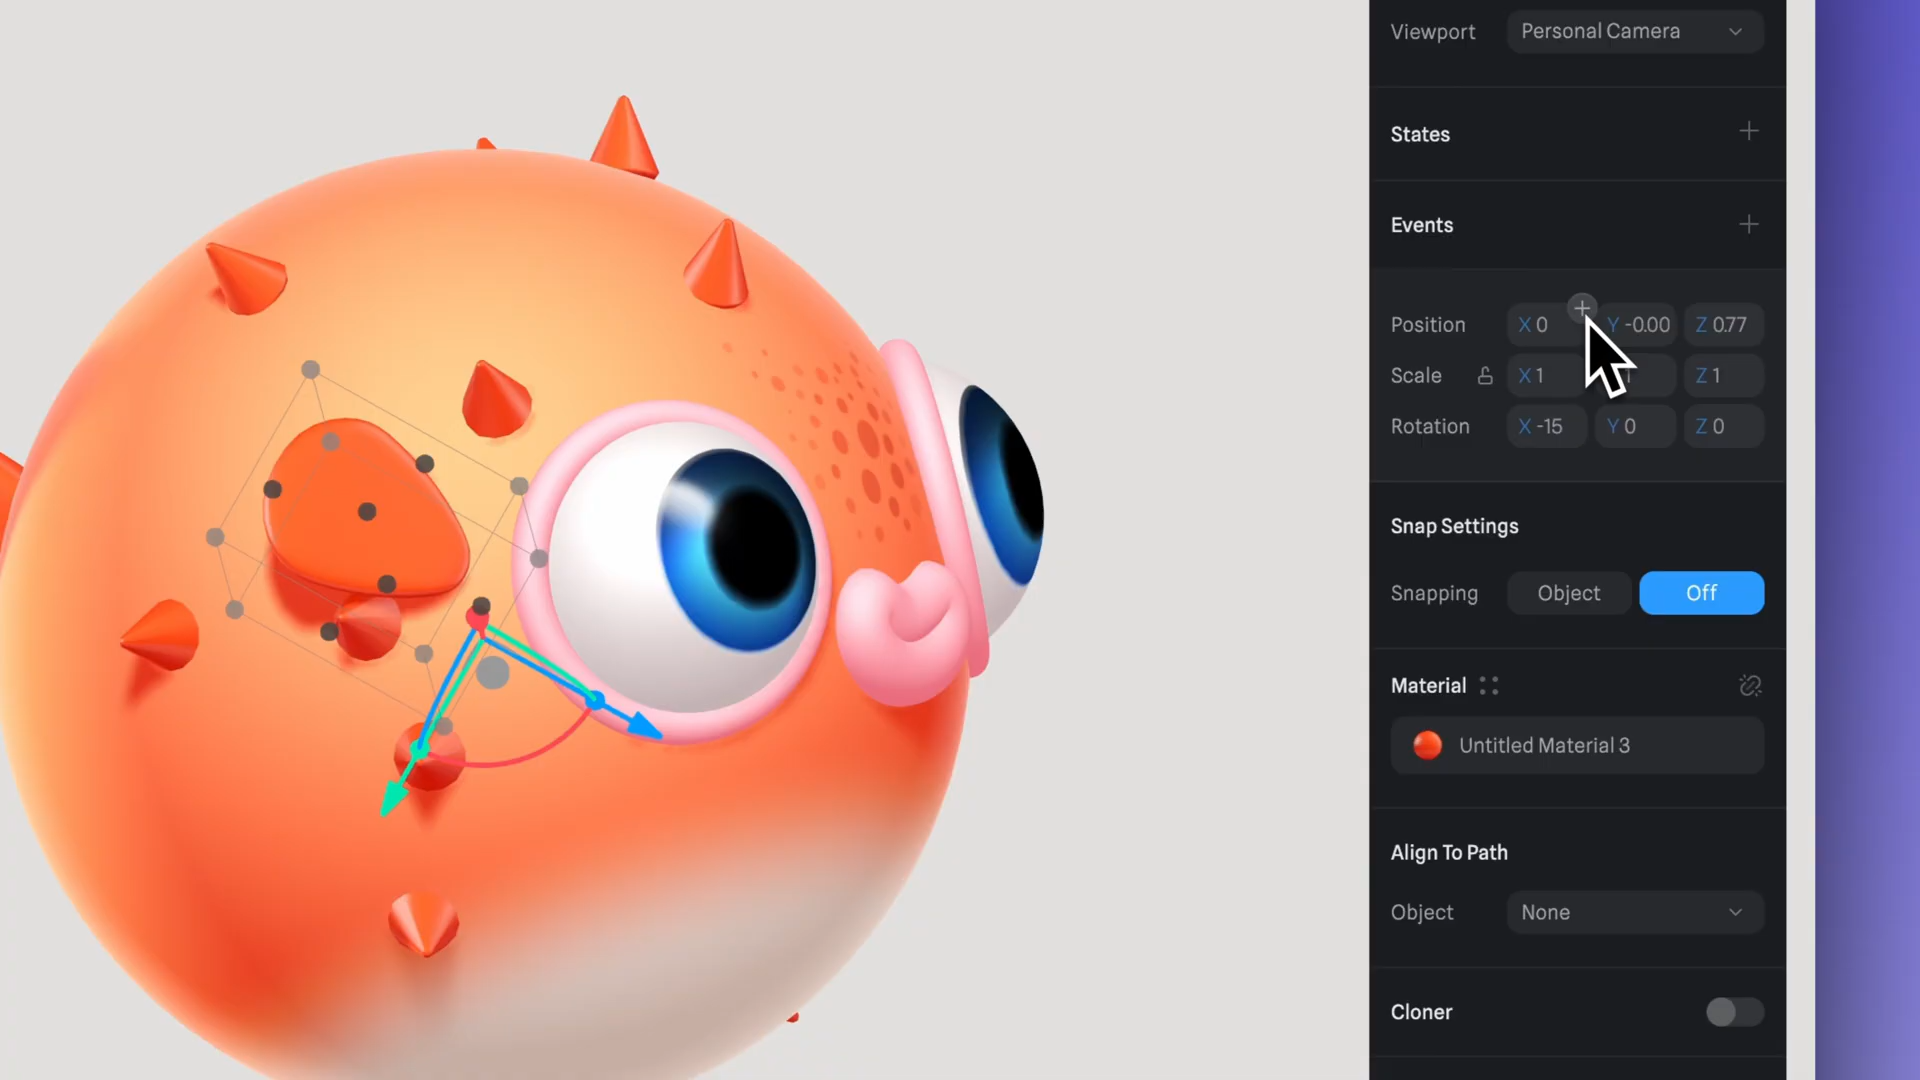 Viewport Personal Camera
States
Events
Position X 0 Y -0.00 Z 0.77
Scale X 1 1 Z 1
Rotation X -15 Y 0 Z 0
Snap Settings
Snapping Object Off
Material
Untitled Material 3
Align To Path
Object None
Cloner